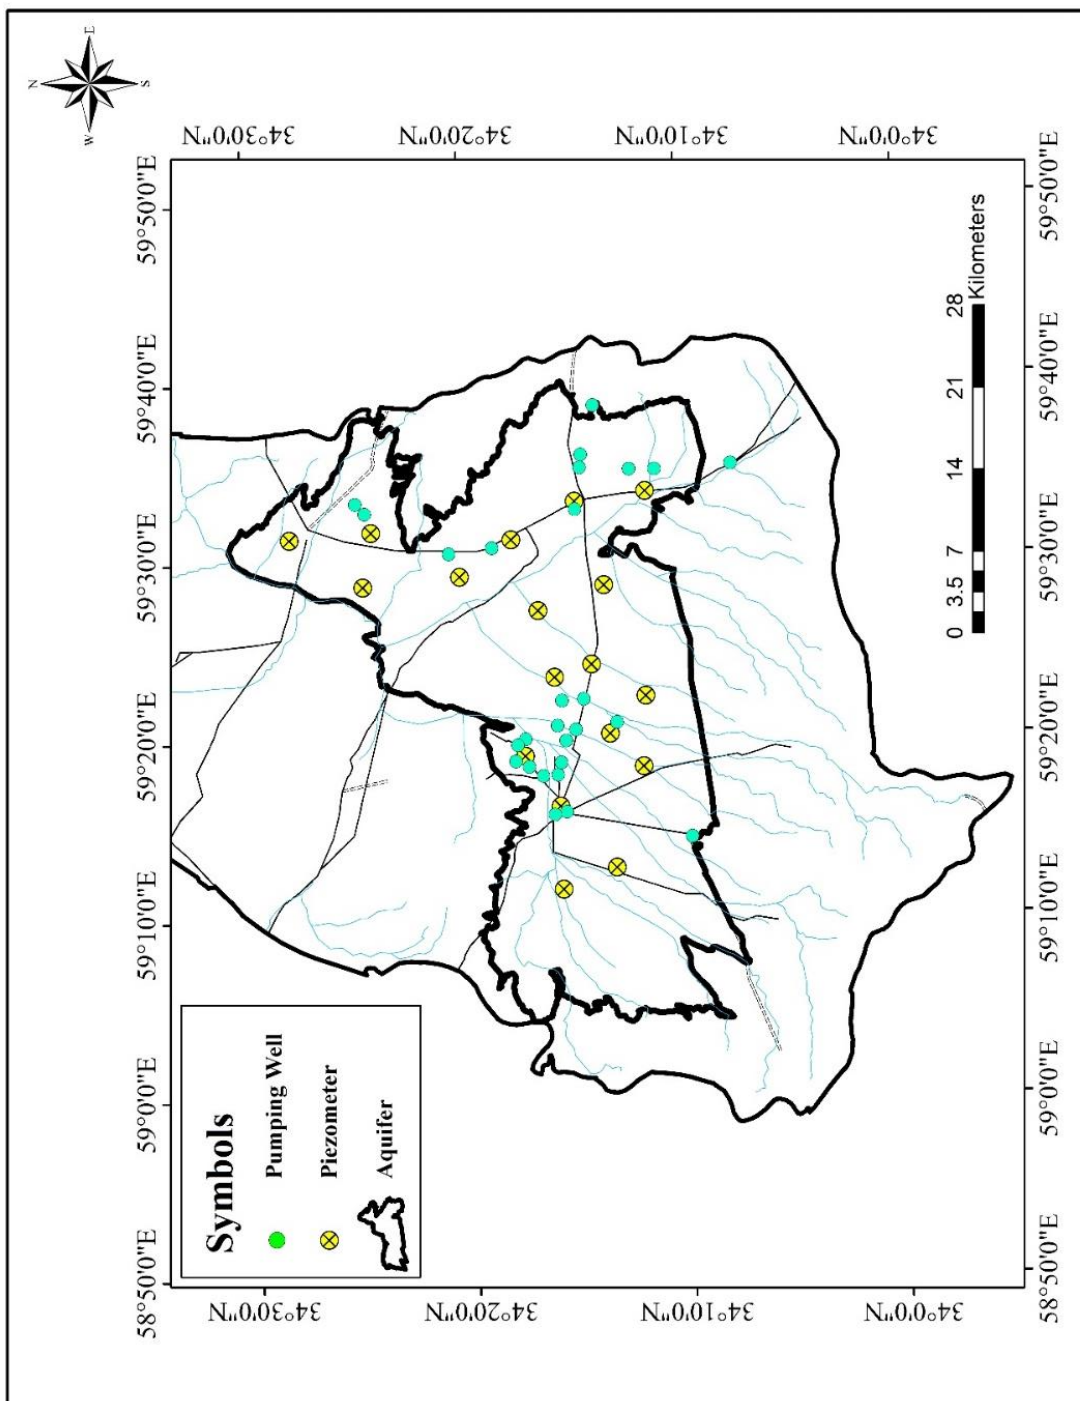 N
E
S
W
58°50'0"E
59°0'0"E
59°10'0"E
59°20'0"E
59°30'0"E
59°40'0"E
59°50'0"E
34°30'0"N
34°20'0"N
34°10'0"N
34°0'0"N
34°30'0"N
34°20'0"N
34°10'0"N
34°0'0"N
Symbols
Pumping Well
Piezometer
Aquifer
0 3.5 7 14 21 28
Kilometers
58°50'0"E
59°0'0"E
59°10'0"E
59°20'0"E
59°30'0"E
59°40'0"E
59°50'0"E